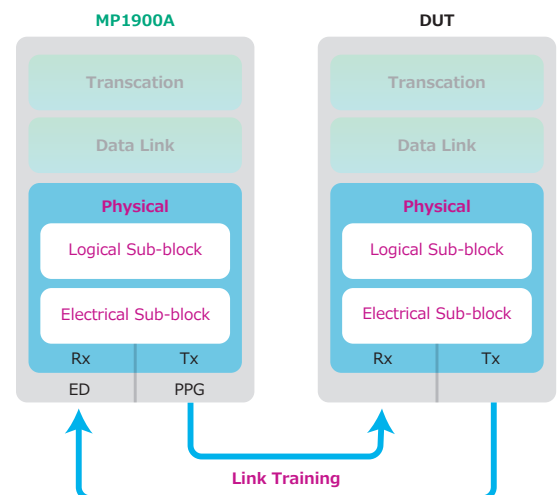 MP1900A
Transcation
Data Link
Physical
Logical Sub-block
Electrical Sub-block
Rx Tx
ED PPG
DUT
Transcation
Data Link
Physical
Logical Sub-block
Electrical Sub-block
Rx Tx
Link Training